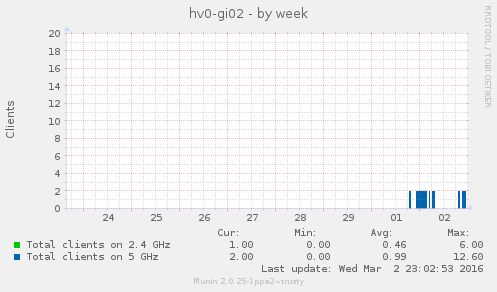 hv0-gi02 - by week
RRDTOOL / TOBI OETIKER
Clients
20
18
16
14
12
10
8
6
4
2
0
24 25 26 27 28 29 01 02
Cur: Min: Avg: Max:
Total clients on 2.4 GHz 1.00 0.00 0.46 6.00
Total clients on 5 GHz 2.00 0.00 0.99 12.60
Last update: Wed Mar 2 23:02:53 2016
Munin 2.0.25-1ppa2~trusty